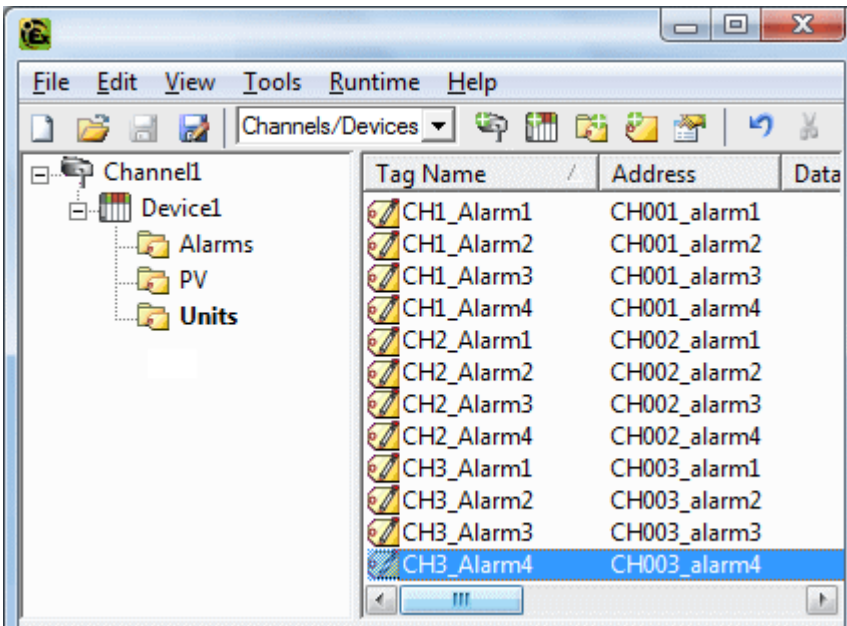 File Edit View Tools Runtime Help
Channels/Devices
Channel1
Device1
Alarms
PV
Units
Tag Name Address Data
CH1_Alarm1 CH001_alarm1
CH1_Alarm2 CH001_alarm2
CH1_Alarm3 CH001_alarm3
CH1_Alarm4 CH001_alarm4
CH2_Alarm1 CH002_alarm1
CH2_Alarm2 CH002_alarm2
CH2_Alarm3 CH002_alarm3
CH2_Alarm4 CH002_alarm4
CH3_Alarm1 CH003_alarm1
CH3_Alarm2 CH003_alarm2
CH3_Alarm3 CH003_alarm3
CH3_Alarm4 CH003_alarm4